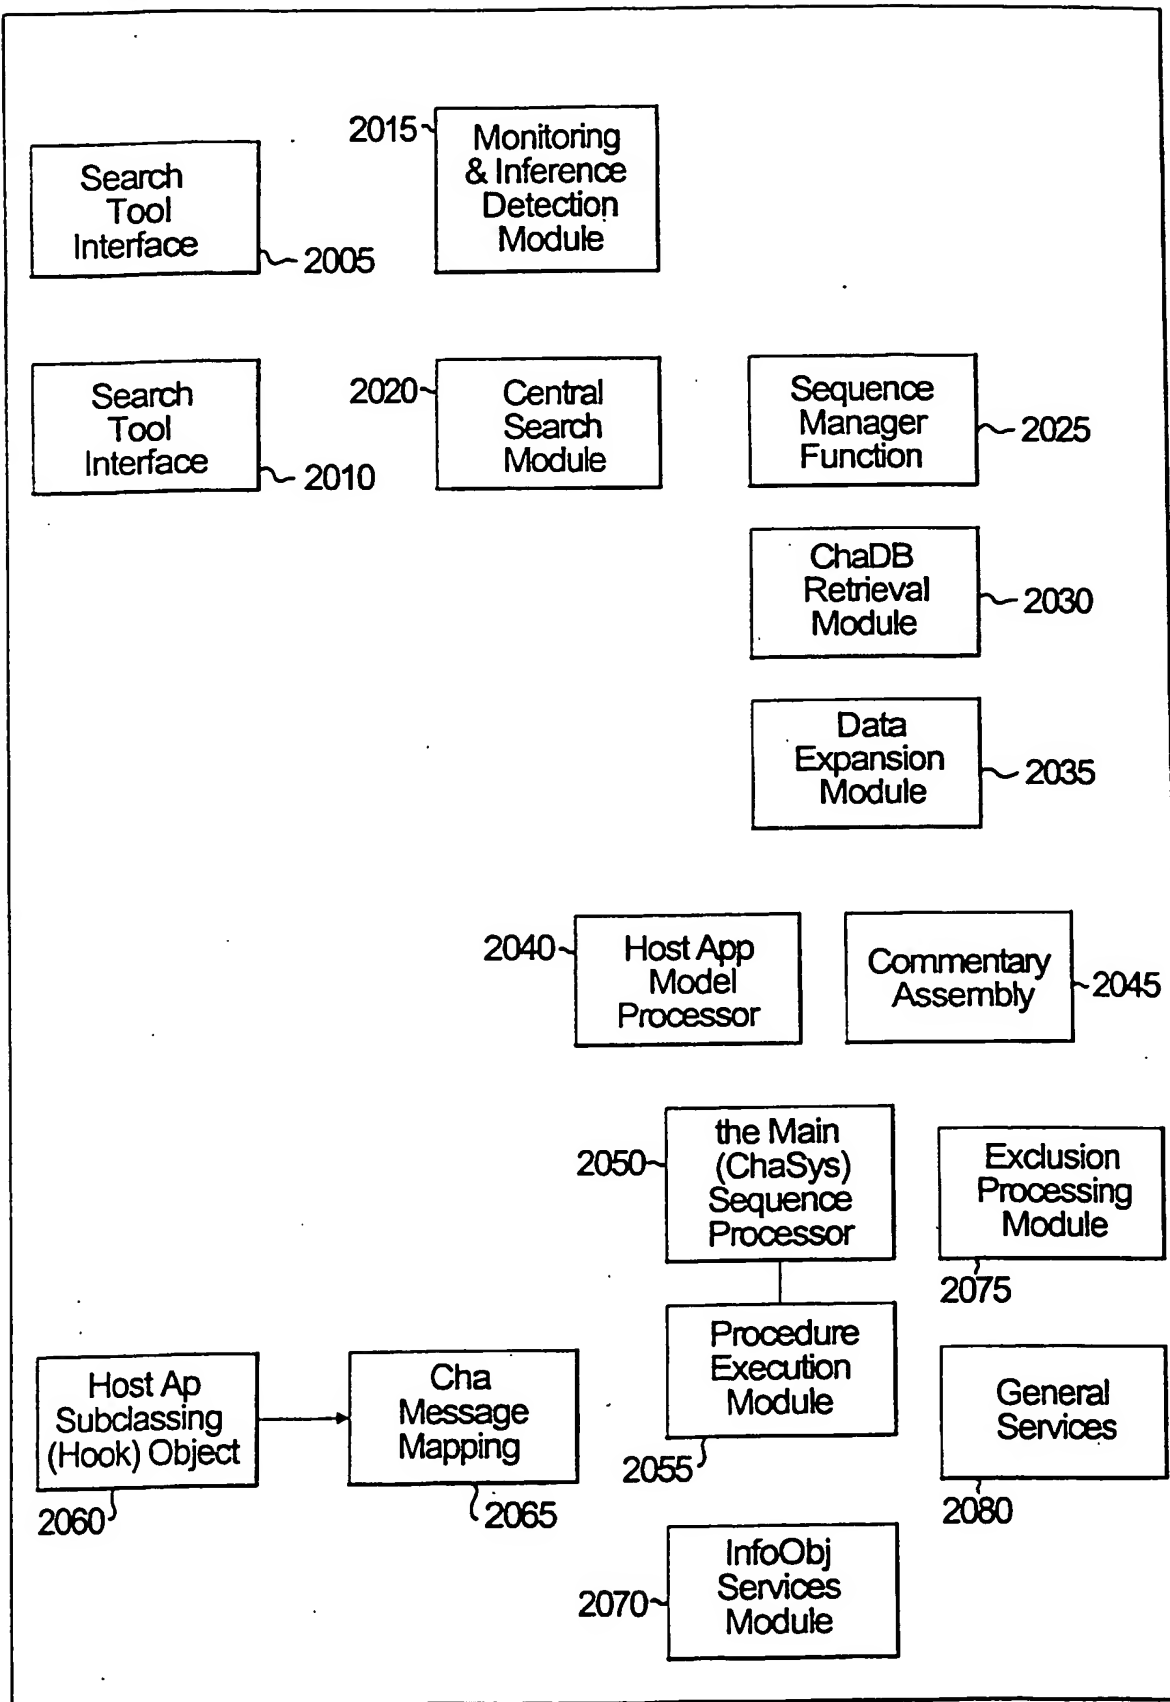 2015
Monitoring
& Inference
Detection
Module
Search
Tool
Interface
2005
Search
Tool
Interface
2010
2020
Central
Search
Module
Sequence
Manager
Function
2025
ChaDB
Retrieval
Module
2030
Data
Expansion
Module
2035
2040
Host App
Model
Processor
Commentary
Assembly
2045
2050
the Main
(ChaSys)
Sequence
Processor
Exclusion
Processing
Module
2075
Procedure
Execution
Module
2055
Host Ap
Subclassing
(Hook) Object
2060
Cha
Message
Mapping
2065
General
Services
2080
InfoObj
Services
Module
2070